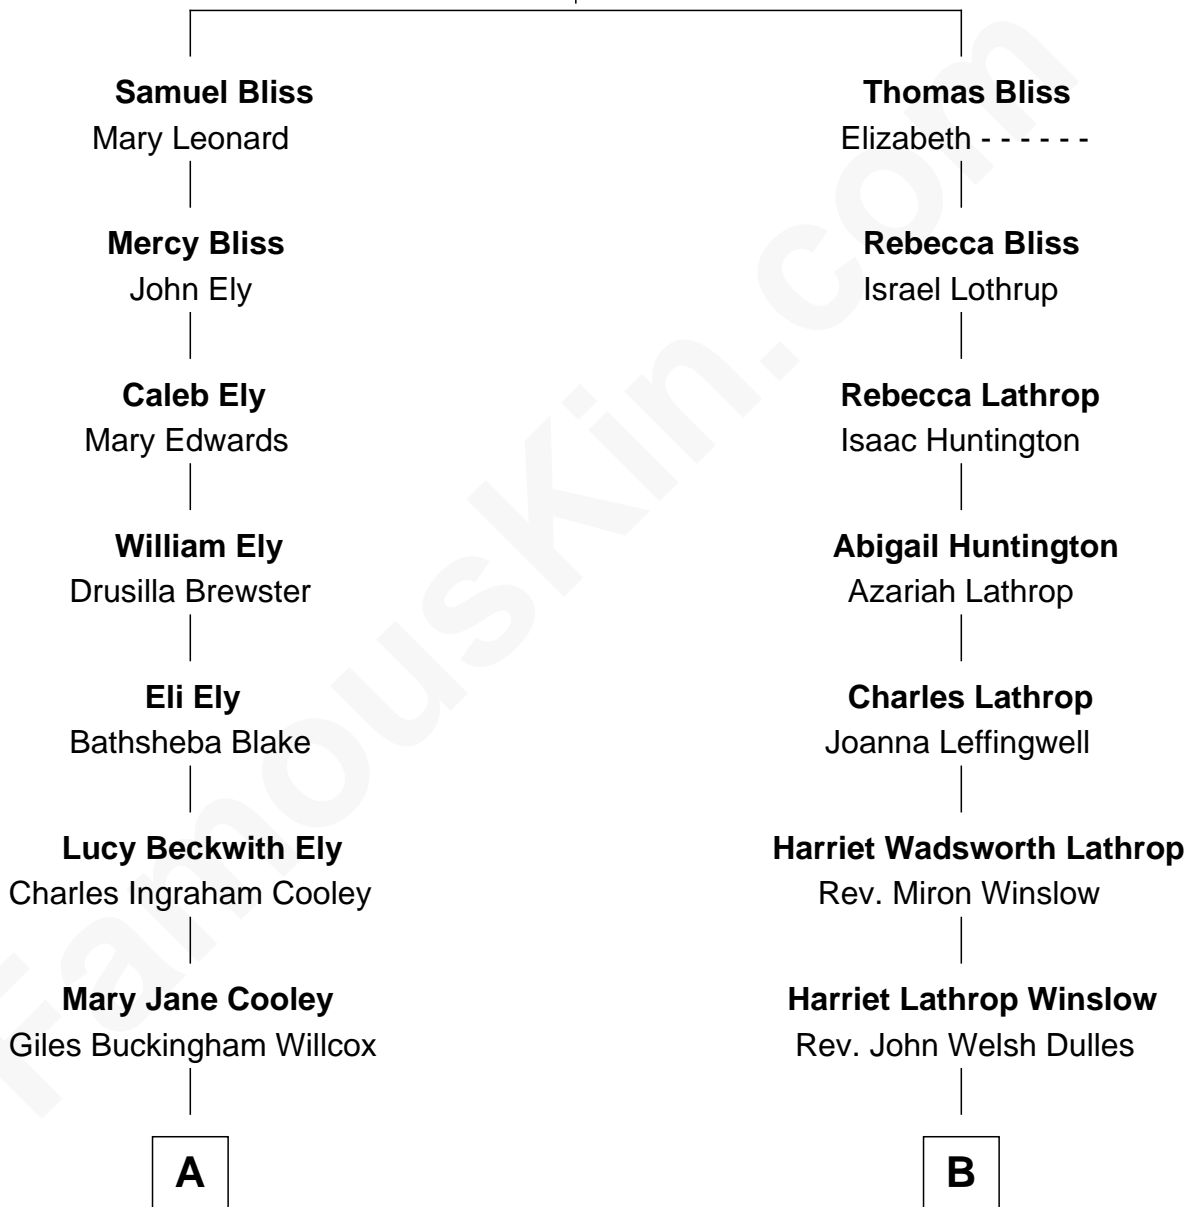 Samuel Bliss
Mary Leonard
Mercy Bliss
John Ely
Caleb Ely
Mary Edwards
William Ely
Drusilla Brewster
Eli Ely
Bathsheba Blake
Lucy Beckwith Ely
Charles Ingraham Cooley
Mary Jane Cooley
Giles Buckingham Willcox
A
Thomas Bliss
Elizabeth - - - - - -
Rebecca Bliss
Israel Lothrup
Rebecca Lathrop
Isaac Huntington
Abigail Huntington
Azariah Lathrop
Charles Lathrop
Joanna Leffingwell
Harriet Wadsworth Lathrop
Rev. Miron Winslow
Harriet Lathrop Winslow
Rev. John Welsh Dulles
B
FamousKin.com